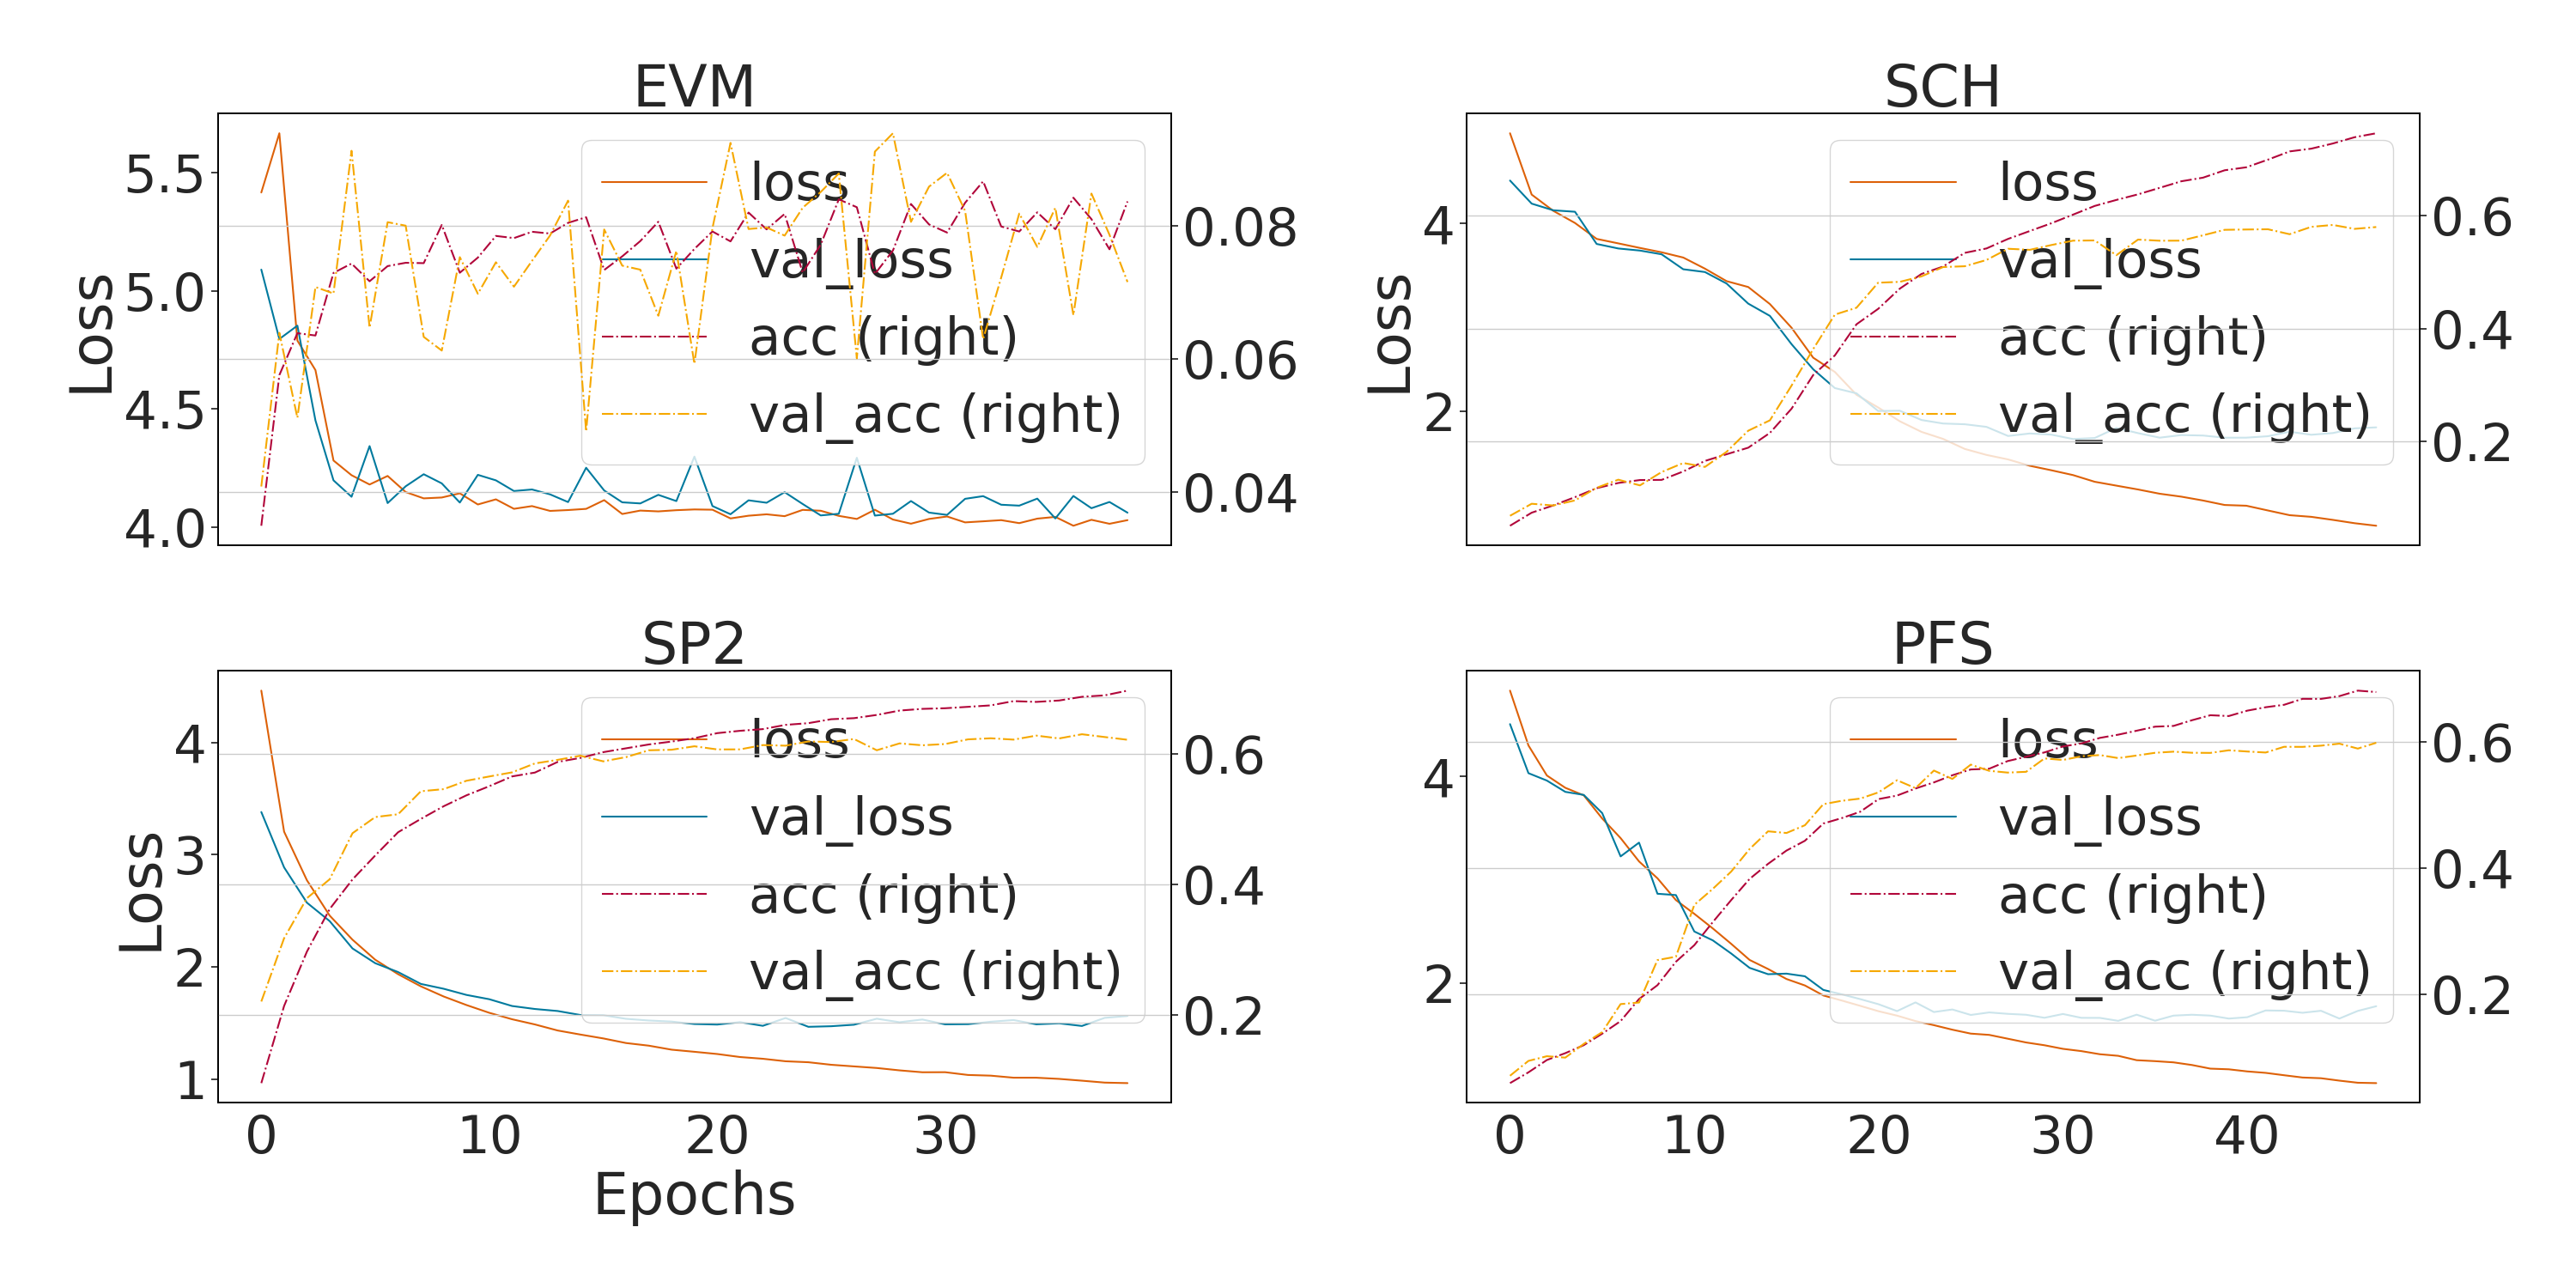 EVM
5.5
5.0
4.5
4.0
Loss
0.08
0.06
0.04
loss
val_loss
acc (right)
val_acc (right)
SCH
4
2
Loss
0.6
0.4
0.2
loss
val_loss
acc (right)
val_acc (right)
SP2
4
3
2
1
Loss
0.6
0.4
0.2
loss
val_loss
acc (right)
val_acc (right)
0 10 20 30
Epochs
PFS
4
2
0.6
0.4
0.2
loss
val_loss
acc (right)
val_acc (right)
0 10 20 30 40